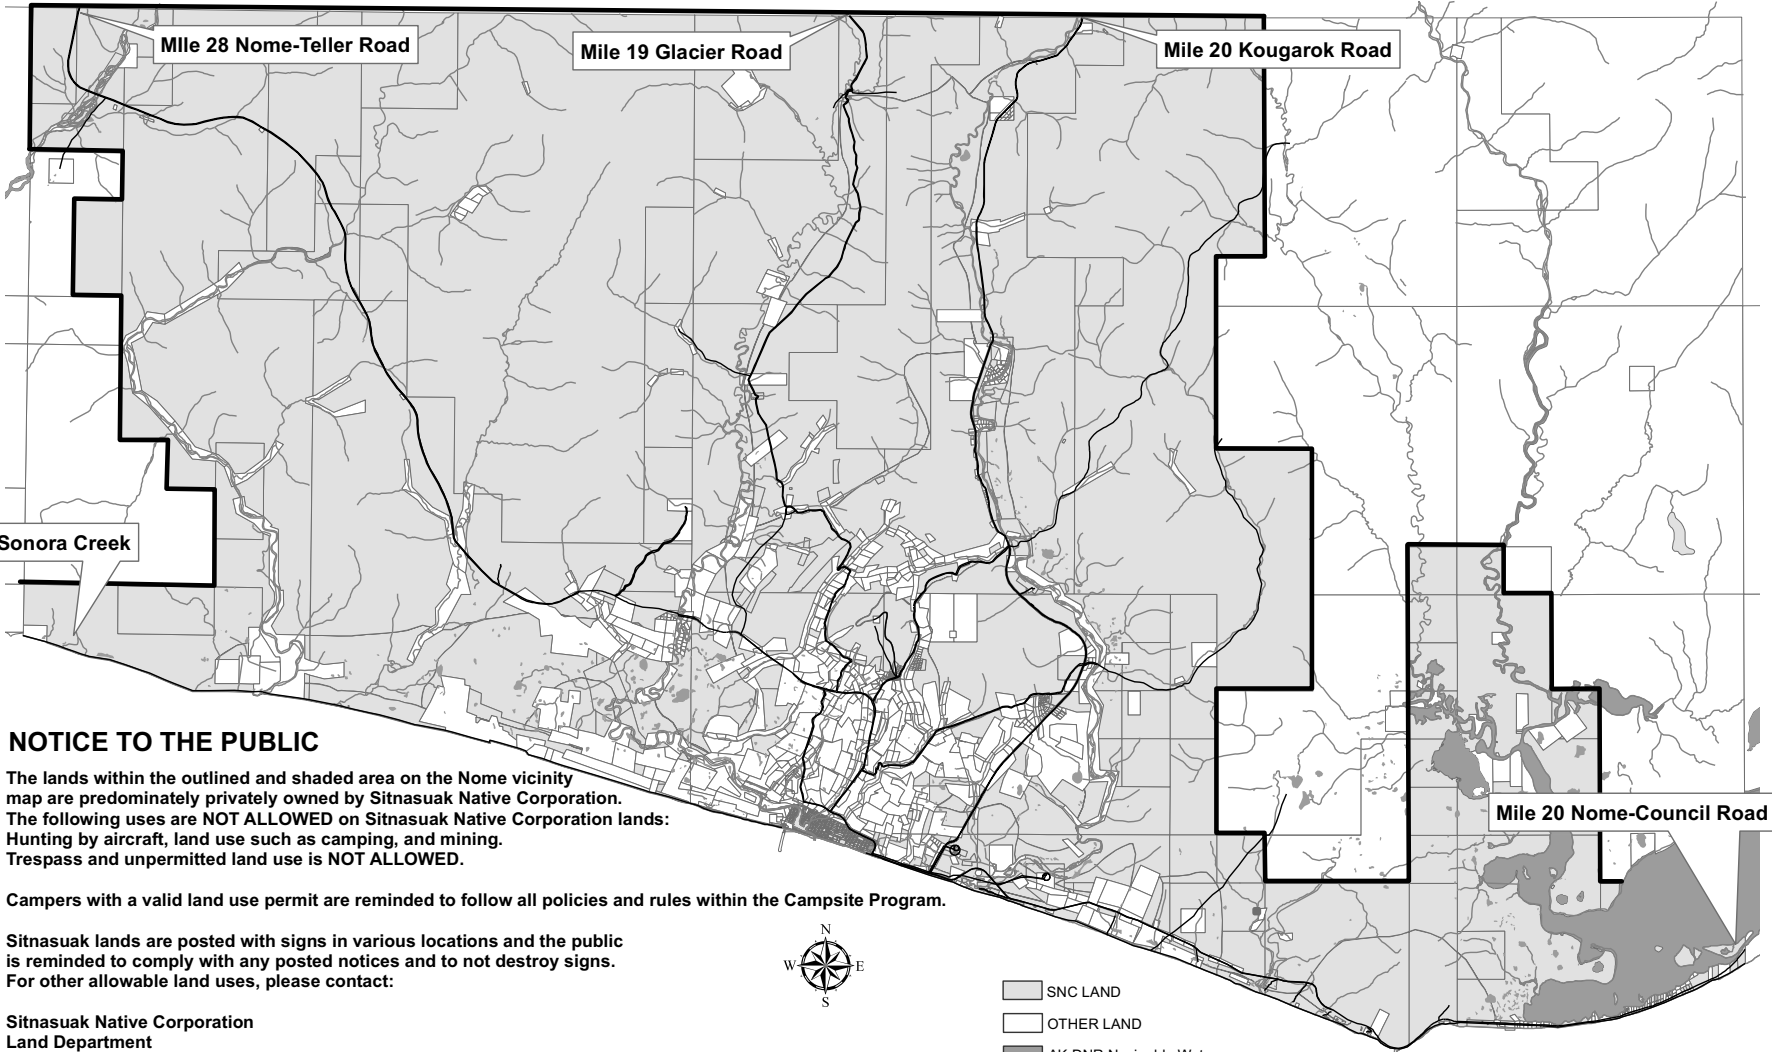 MIle 28 Nome-Teller Road
Mile 19 Glacier Road
Mile 20 Kougarok Road
Sonora Creek
NOTICE TO THE PUBLIC
The lands within the outlined and shaded area on the Nome vicinity
map are predominately privately owned by Sitnasuak Native Corporation.
The following uses are NOT ALLOWED on Sitnasuak Native Corporation lands:
Hunting by aircraft, land use such as camping, and mining.
Trespass and unpermitted land use is NOT ALLOWED.
Campers with a valid land use permit are reminded to follow all policies and rules within the Campsite Program.
Sitnasuak lands are posted with signs in various locations and the public
is reminded to comply with any posted notices and to not destroy signs.
For other allowable land uses, please contact:
Sitnasuak Native Corporation
Land Department
Mile 20 Nome-Council Road
N
W E
S
SNC LAND
OTHER LAND